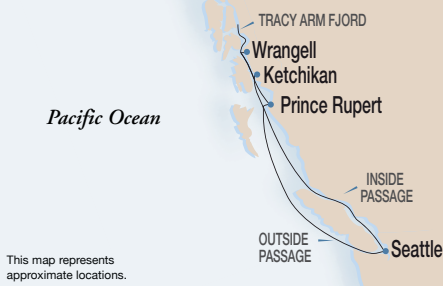 TRACY ARM FJORD
Wrangell
Ketchikan
Prince Rupert
Pacific Ocean
INSIDE
PASSAGE
OUTSIDE
PASSAGE
Seattle
This map represents
approximate locations.